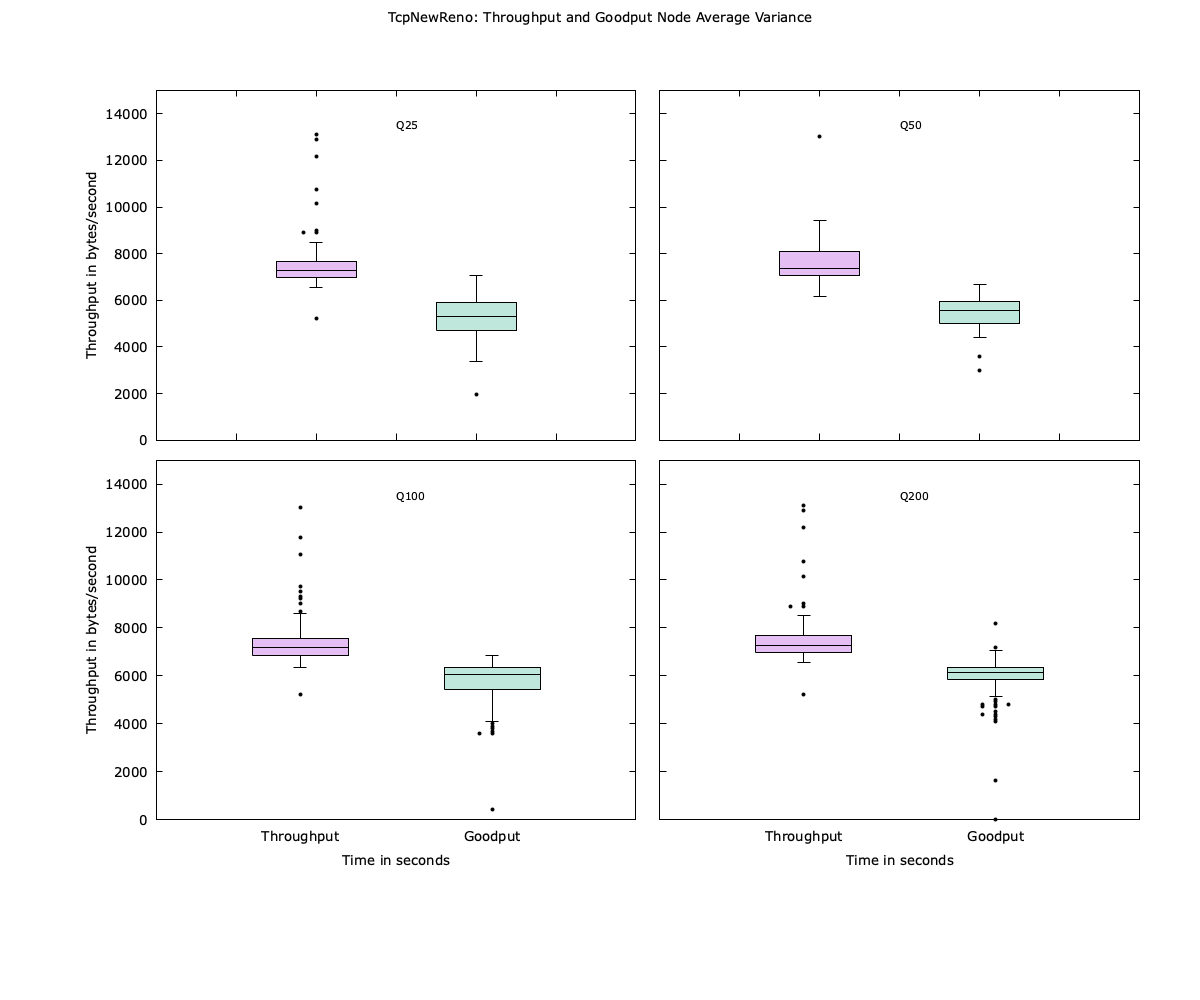 TcpNewReno: Throughput and Goodput Node Average Variance
Throughput in bytes/second
14000
12000
10000
8000
6000
4000
2000
0
Q25
Q50
Throughput in bytes/second
14000
12000
10000
8000
6000
4000
2000
0
Q100
Q200
Throughput Goodput
Time in seconds
Throughput Goodput
Time in seconds